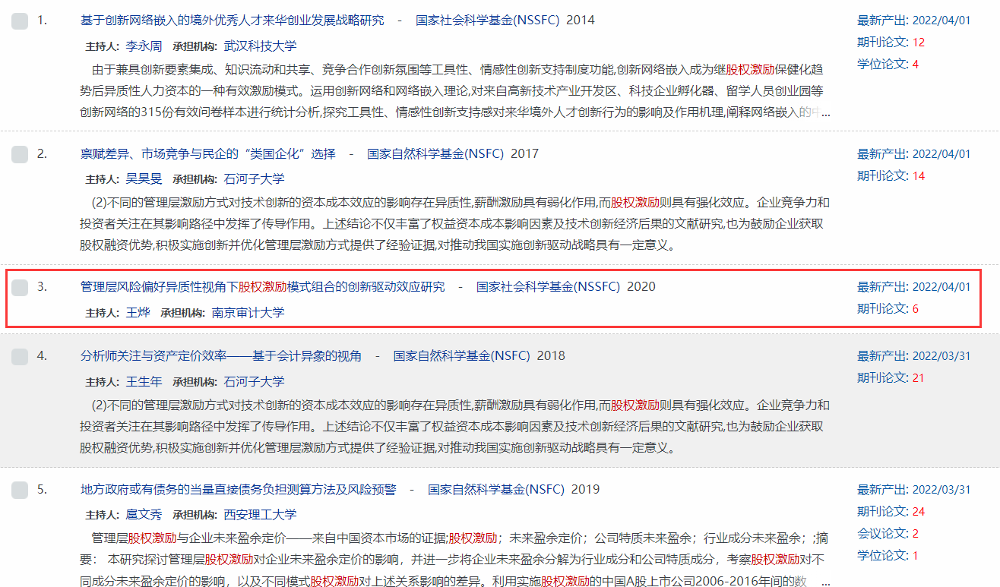 1. 基于创新网络嵌入的境外优秀人才来华创业发展战略研究 - 国家社会科学基金(NSSFC) 2014 最新产出: 2022/04/01
主持人: 李永周 承担机构: 武汉科技大学 期刊论文: 12
学位论文: 4
由于兼具创新要素集成、知识流动和共享、竞争合作创新氛围等工具性、情感性创新支持制度功能,创新网络嵌入成为继股权激励保健化趋
势后异质性人力资本的一种有效激励模式。运用创新网络和网络嵌入理论,对来自高新技术产业开发区、科技企业孵化器、留学人员创业园等
创新网络的315份有效问卷样本进行统计分析,探究工具性、情感性创新支持感对来华境外人才创新行为的影响及作用机理,阐释网络嵌入的中...
2. 禀赋差异、市场竞争与民企的“类国企化”选择 - 国家自然科学基金(NSFC) 2017 最新产出: 2022/04/01
主持人: 吴昊旻 承担机构: 石河子大学 期刊论文: 14
(2)不同的管理层激励方式对技术创新的资本成本效应的影响存在异质性,薪酬激励具有弱化作用,而股权激励则具有强化效应。企业竞争力和
投资者关注在其影响路径中发挥了传导作用。上述结论不仅丰富了权益资本成本影响因素及技术创新经济后果的文献研究,也为鼓励企业获取
股权融资优势,积极实施创新并优化管理层激励方式提供了经验证据,对推动我国实施创新驱动战略具有一定意义。
3. 管理层风险偏好异质性视角下股权激励模式组合的创新驱动效应研究 - 国家社会科学基金(NSSFC) 2020 最新产出: 2022/04/01
主持人: 王烨 承担机构: 南京审计大学 期刊论文: 6
4. 分析师关注与资产定价效率——基于会计异象的视角 - 国家自然科学基金(NSFC) 2018 最新产出: 2022/03/31
主持人: 王生年 承担机构: 石河子大学 期刊论文: 21
(2)不同的管理层激励方式对技术创新的资本成本效应的影响存在异质性,薪酬激励具有弱化作用,而股权激励则具有强化效应。企业竞争力和
投资者关注在其影响路径中发挥了传导作用。上述结论不仅丰富了权益资本成本影响因素及技术创新经济后果的文献研究,也为鼓励企业获取
股权融资优势,积极实施创新并优化管理层激励方式提供了经验证据,对推动我国实施创新驱动战略具有一定意义。
5. 地方政府或有债务的当量直接债务负担测算方法及风险预警 - 国家自然科学基金(NSFC) 2019 最新产出: 2022/03/31
主持人: 扈文秀 承担机构: 西安理工大学 期刊论文: 24
会议论文: 2
学位论文: 1
管理层股权激励与企业未来盈余定价——来自中国资本市场的证据;股权激励；未来盈余定价；公司特质未来盈余；行业成分未来盈余；;摘
要： 本研究探讨管理层股权激励对企业未来盈余定价的影响，并进一步将企业未来盈余分解为行业成分和公司特质成分，考察股权激励对不
同成分未来盈余定价的影响，以及不同模式股权激励对上述关系影响的差异。利用实施股权激励的中国A股上市公司2006-2016年间的数 ...